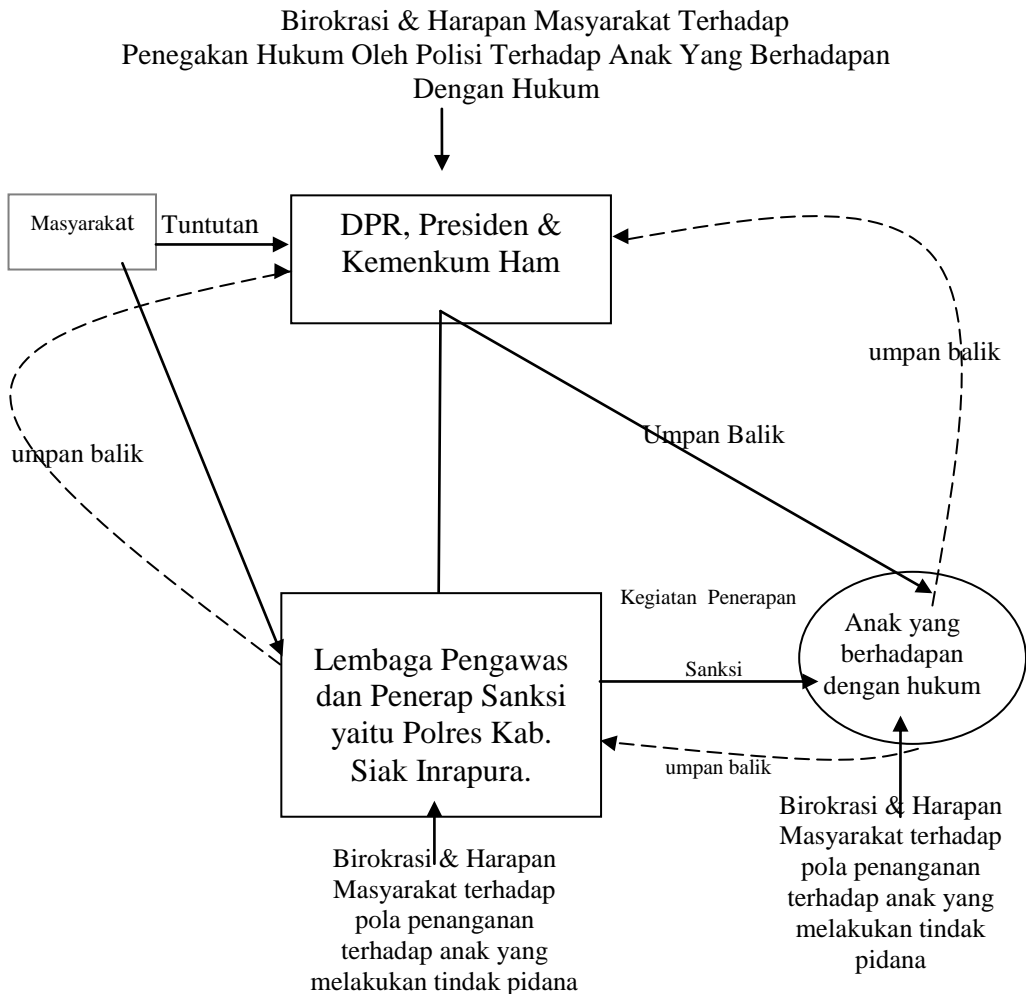 Birokrasi & Harapan Masyarakat Terhadap
Penegakan Hukum Oleh Polisi Terhadap Anak Yang Berhadapan
Dengan Hukum
Masyarakat
Tuntutan
DPR, Presiden &
Kemenkum Ham
umpan balik
Umpan Balik
umpan balik
Kegiatan Penerapan
Anak yang
berhadapan
dengan hukum
Lembaga Pengawas
dan Penerap Sanksi
yaitu Polres Kab.
Siak Inrapura.
Sanksi
umpan balik
Birokrasi & Harapan
Masyarakat terhadap
pola penanganan
terhadap anak yang
melakukan tindak pidana
Birokrasi & Harapan
Masyarakat terhadap
pola penanganan
terhadap anak yang
melakukan tindak
pidana